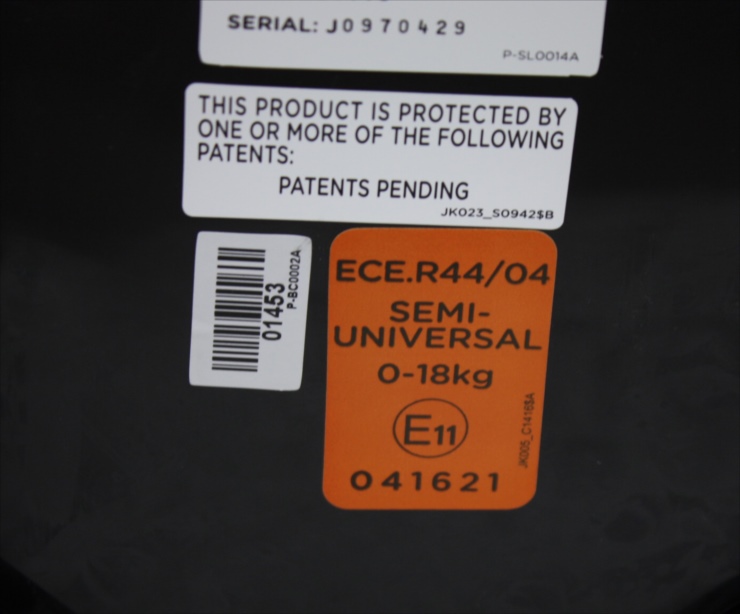 SERIAL: J0970429
P-SL0014A
THIS PRODUCT IS PROTECTED BY
ONE OR MORE OF THE FOLLOWING
PATENTS:
PATENTS PENDING
JK023_S0942$B
01453
P-BC0002A
ECE.R44/04
SEMI-
UNIVERSAL
0-18kg
E11
JK005_C1416$A
041621